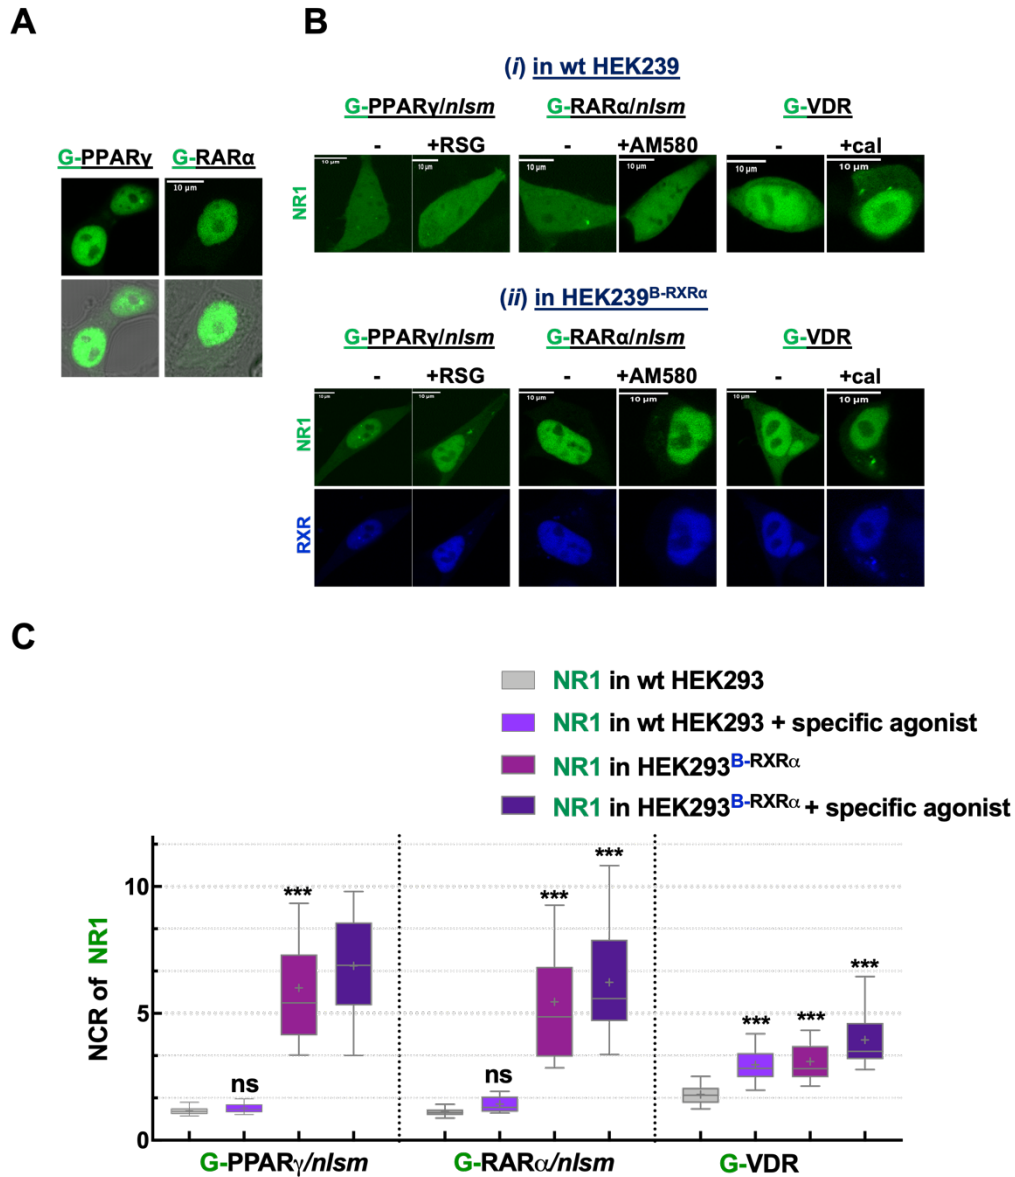 A
B
(i) in wt HEK239
G-PPARγ/nlsm G-RARα/nlsm G-VDR
- +RSG - +AM580 - +cal
G-PPARγ G-RARα
10 µm 10 µm 10 µm 10 µm 10 µm 10 µm
10 µm
NR1
(ii) in HEK239B-RXRα
G-PPARγ/nlsm G-RARα/nlsm G-VDR
- +RSG - +AM580 - +cal
10 µm 10 µm 10 µm 10 µm 10 µm 10 µm
NR1
RXR
C
NR1 in wt HEK293
NR1 in wt HEK293 + specific agonist
NR1 in HEK293B-RXRα
NR1 in HEK293B-RXRα + specific agonist
NCR of NR1
10
5
0
ns *** ns *** *** *** *** ***
G-PPARγ/nlsm G-RARα/nlsm G-VDR